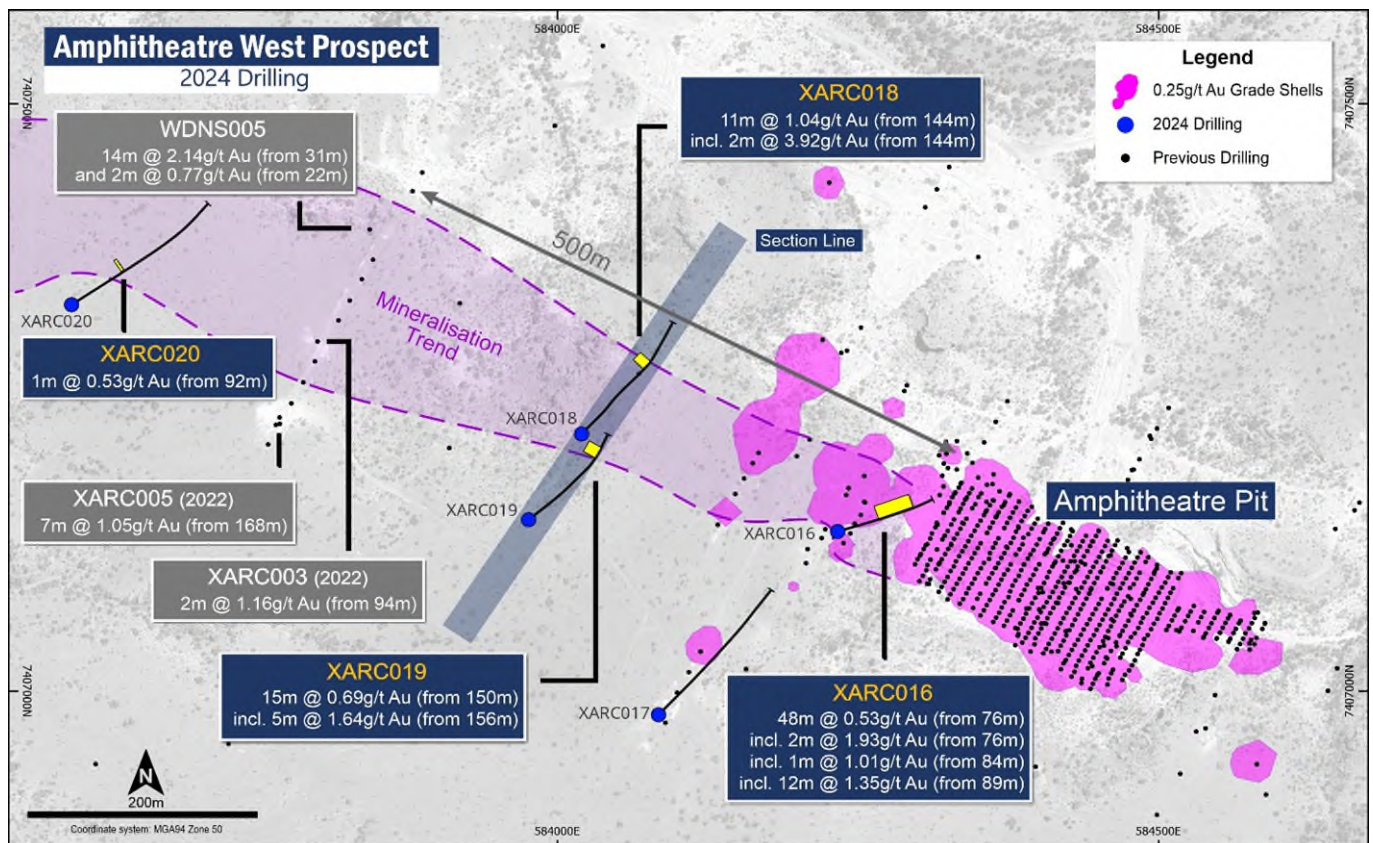 584000E
584500E
Amphitheatre West Prospect
2024 Drilling
7407500N
7407500N
Legend
0.25g/t Au Grade Shells
2024 Drilling
Previous Drilling
XARC018
11m @ 1.04g/t Au (from 144m)
incl. 2m @ 3.92g/t Au (from 144m)
WDNS005
14m @ 2.14g/t Au (from 31m)
and 2m @ 0.77g/t Au (from 22m)
Section Line
500m
Mineralisation
Trend
XARC020
XARC020
1m @ 0.53g/t Au (from 92m)
XARC018
XARC005 (2022)
7m @ 1.05g/t Au (from 168m)
XARC019
XARC016
Amphitheatre Pit
XARC003 (2022)
2m @ 1.16g/t Au (from 94m)
XARC019
15m @ 0.69g/t Au (from 150m)
incl. 5m @ 1.64g/t Au (from 156m)
XARC017
XARC016
48m @ 0.53g/t Au (from 76m)
incl. 2m @ 1.93g/t Au (from 76m)
incl. 1m @ 1.01g/t Au (from 84m)
incl. 12m @ 1.35g/t Au (from 89m)
7407000N
7407000N
N
200m
Coordinate system: MGA94 Zone 50
584000E
584500E